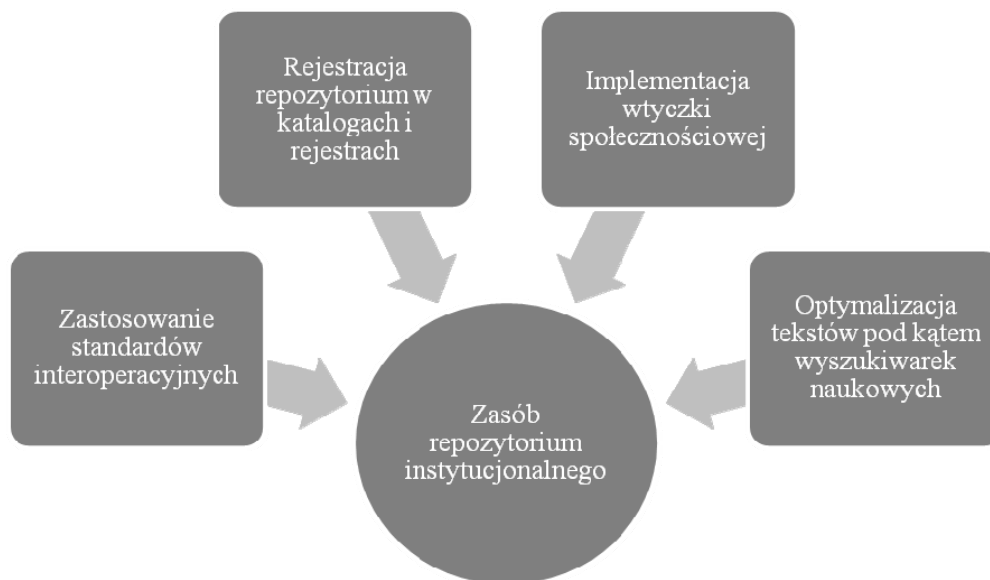 Rejestracja
repozytorium w
katalogach i
rejestrach
Implementacja
wtyczki
społecznościowej
Zastosowanie
standardów
interoperacyjnych
Optymalizacja
tekstów pod kątem
wyszukiwarek
naukowych
Zasób
repozytorium
instytucjonalnego